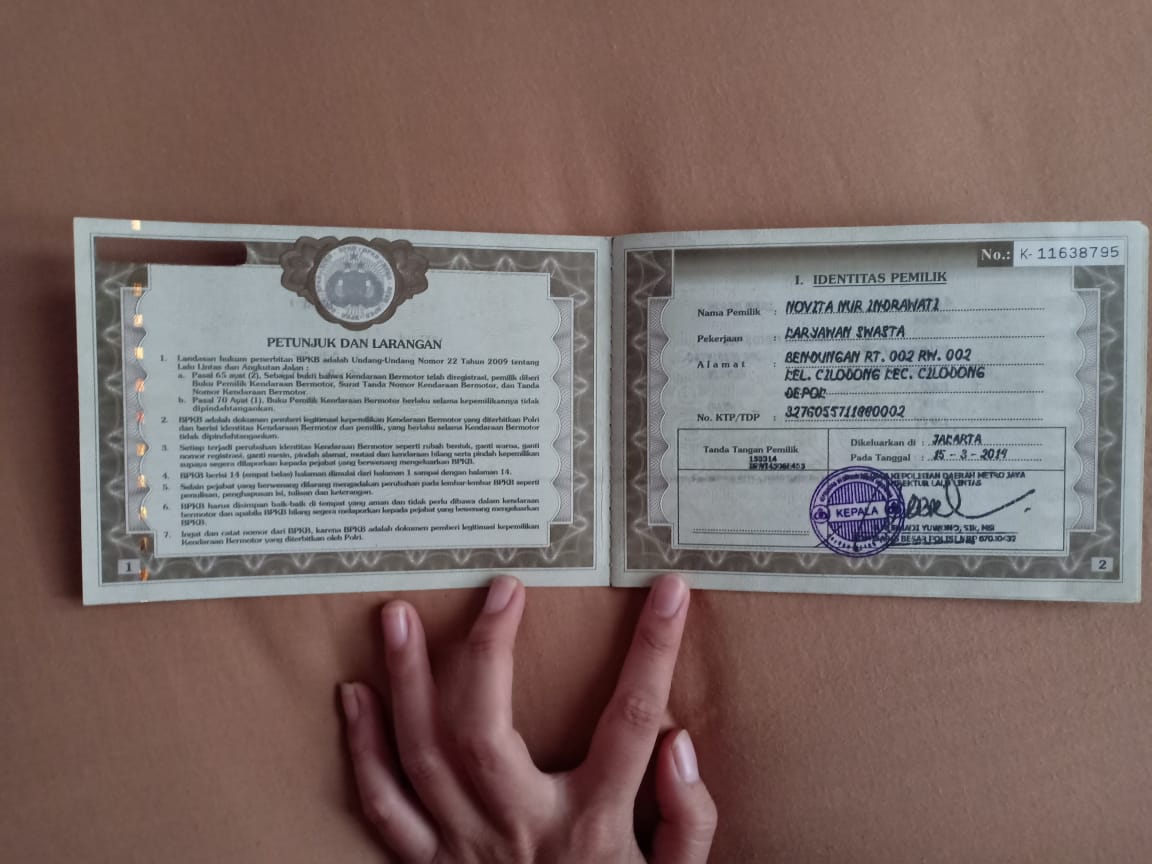 PETUNJUK DAN LARANGAN
1. Landasan hukum penerbitan BPKB adalah Undang-Undang Nomor 22 Tahun 2009 tentang
Lalu Lintas dan Angkutan Jalan :
a. Pasal 65 ayat (2), Sebagai bukti bahwa Kendaraan Bermotor telah diregistrasi, pemilik diberi
Buku Pemilik Kendaraan Bermotor, Surat Tanda Nomor Kendaraan Bermotor, dan Tanda
Nomor Kendaraan Bermotor.
b. Pasal 70 Ayat (1), Buku Pemilik Kendaraan Bermotor berlaku selama kepemilikannya tidak
dipindahtangankan.
2. BPKB adalah dokumen pemberi legitimasi kepemilikan Kendaraan Bermotor yang diterbitkan Polri
dan berisi identitas Kendaraan Bermotor dan pemilik, yang berlaku selama Kendaraan Bermotor
tidak dipindahtangankan.
3. Setiap terjadi perubahan identitas Kendaraan Bermotor seperti rubah bentuk, ganti warna, ganti
nomor registrasi, ganti mesin, pindah alamat, mutasi dan kendaraan hilang serta pindah kepemilikan
supaya segera dilaporkan kepada pejabat yang berwenang mengeluarkan BPKB.
4. BPKB berisi 14 (empat belas) halaman dimulai dari halaman 1 sampai dengan halaman 14.
5. Selain pejabat yang berwenang dilarang mengadakan perubahan pada lembar-lembar BPKB seperti
penulisan, penghapusan isi, tulisan dan keterangan.
6. BPKB harus disimpan baik-baik di tempat yang aman dan tidak perlu dibawa dalam kendaraan
bermotor dan apabila BPKB hilang segera melaporkan kepada pejabat yang berwenang mengeluarkan
BPKB.
7. Ingat dan catat nomor dari BPKB, karena BPKB adalah dokumen pemberi legitimasi kepemilikan
Kendaraan Bermotor yang diterbitkan oleh Polri.
1
No.: K- 11638795
I. IDENTITAS PEMILIK
Nama Pemilik : NOVITA NUR INDRAWATI
Pekerjaan : KARYAWAN SWASTA
Alamat : BENDUNGAN RT. 002 RW. 002
KEL. CILODONG KEC. CILODONG
DEPOK
No. KTP/TDP : 3276055711880002
Tanda Tangan Pemilik
150314
Dikeluarkan di : JAKARTA
Pada Tanggal : 15 - 3 - 2014
KEPOLISIAN DAERAH METRO JAYA
LALU LINTAS
KEPALA
YUWONO, SIK, MSi
BESAR POLISI NRP
2